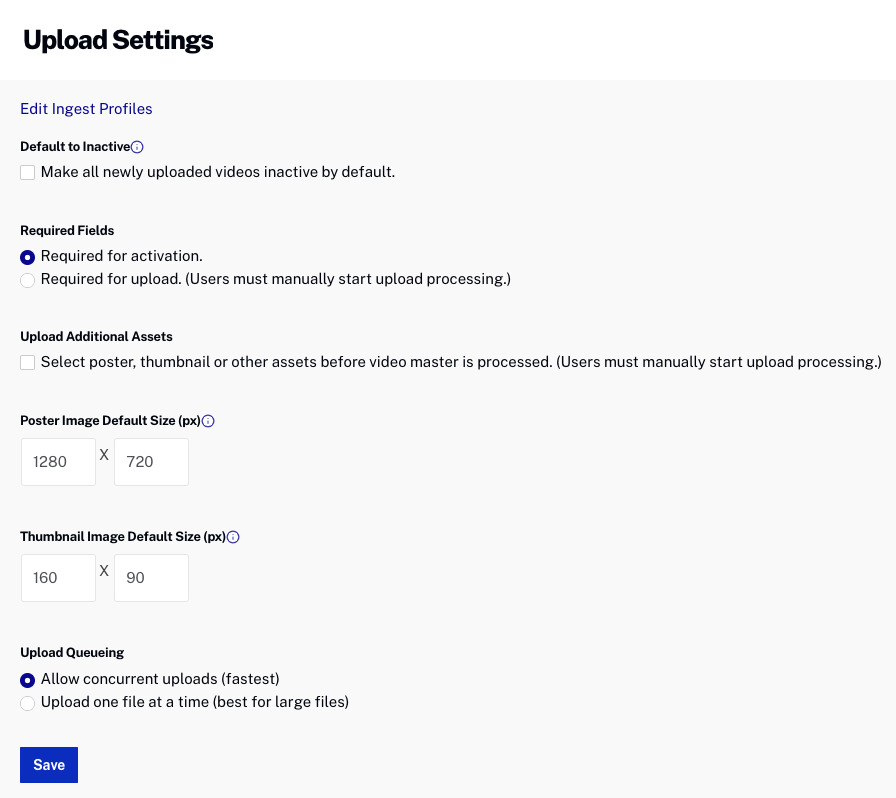 Upload Settings
Edit Ingest Profiles
Default to Inactive
Make all newly uploaded videos inactive by default.
Required Fields
Required for activation.
Required for upload. (Users must manually start upload processing.)
Upload Additional Assets
Select poster, thumbnail or other assets before video master is processed. (Users must manually start upload processing.)
Poster Image Default Size (px)
1280 X 720
Thumbnail Image Default Size (px)
160 X 90
Upload Queueing
Allow concurrent uploads (fastest)
Upload one file at a time (best for large files)
Save